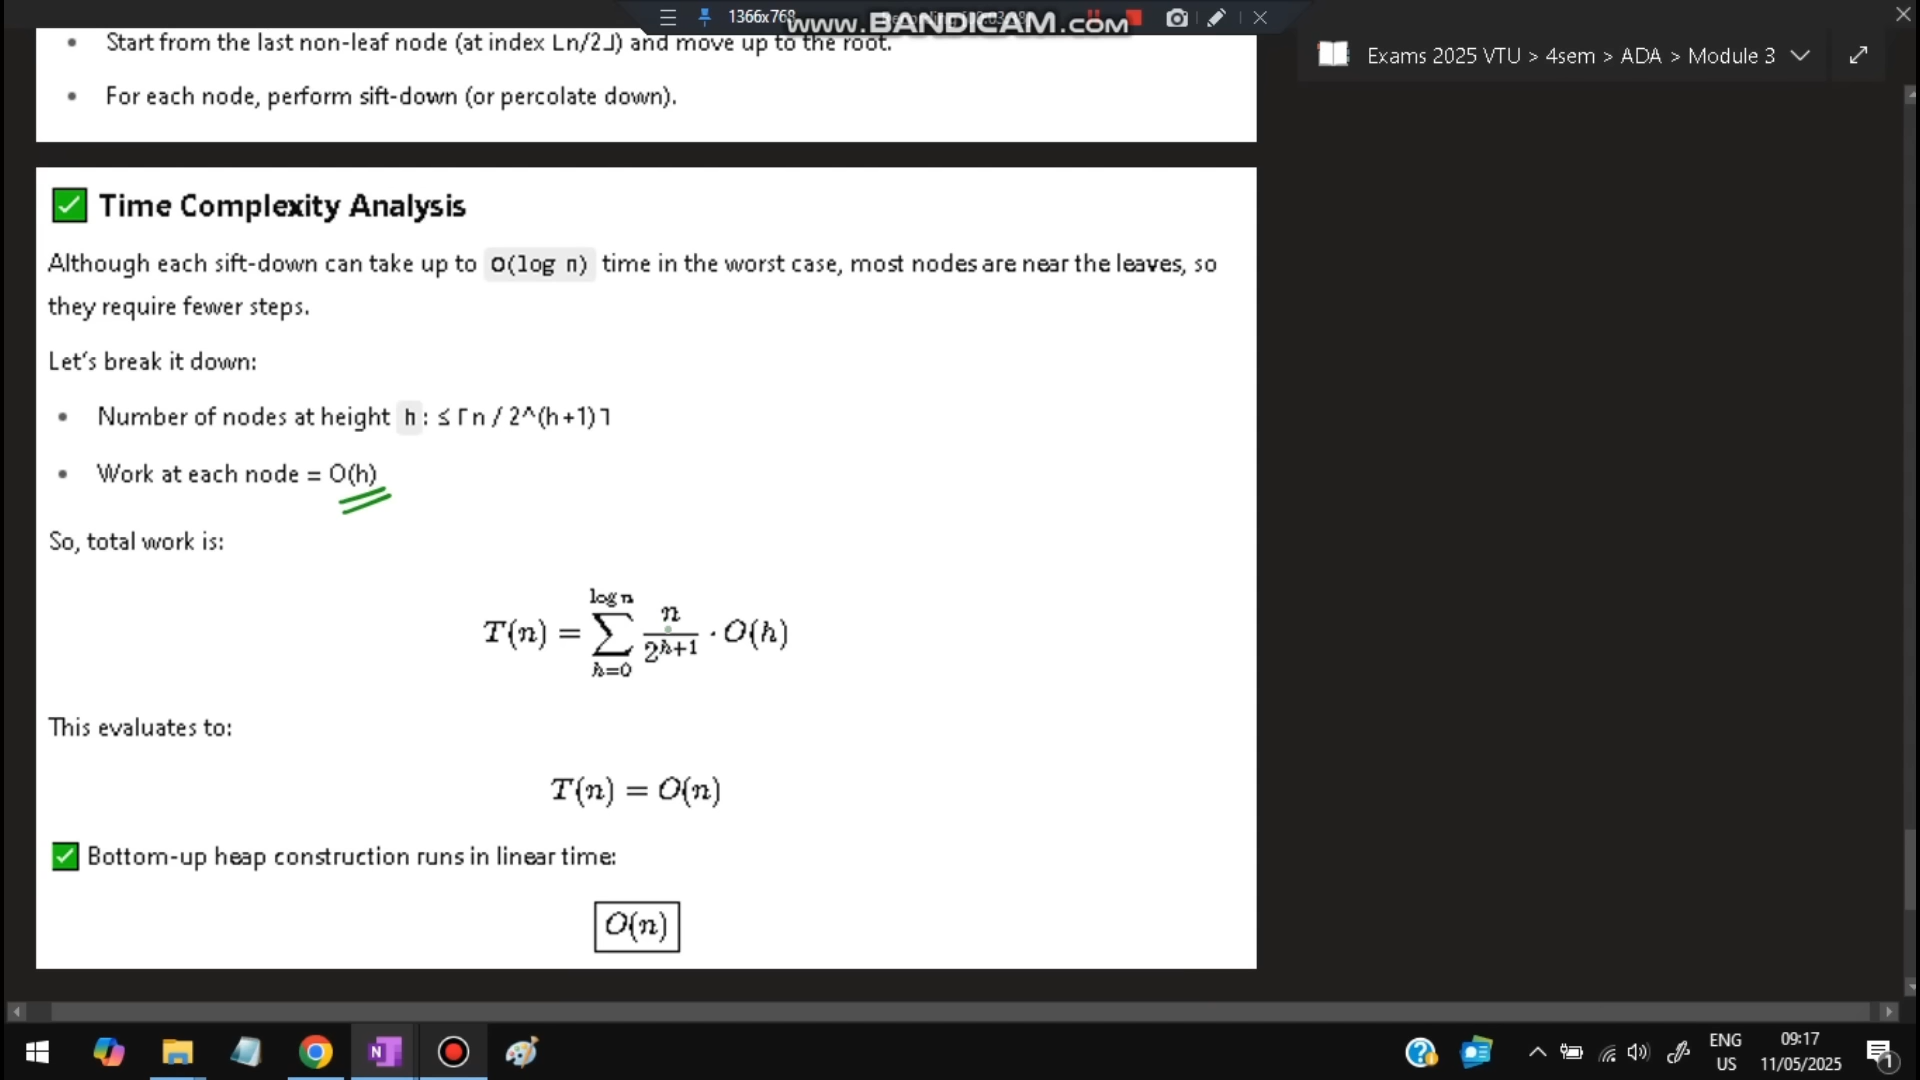 1366x768
www.BANDICAM.com
Start from the last non-leaf node (at index ⌊n/2⌋) and move up to the root.
Exams 2025 VTU > 4sem > ADA > Module 3
For each node, perform sift-down (or percolate down).
Time Complexity Analysis
Although each sift-down can take up to O(log n) time in the worst case, most nodes are near the leaves, so
they require fewer steps.
Let's break it down:
Number of nodes at height h: ≤ ⌈n / 2^(h+1)⌉
Work at each node = O(h)
So, total work is:
T(n) = ∑_{h=0}^{log n} n/2^{h+1} · O(h)
This evaluates to:
T(n) = O(n)
Bottom-up heap construction runs in linear time:
O(n)
ENG
US
09:17
11/05/2025
1